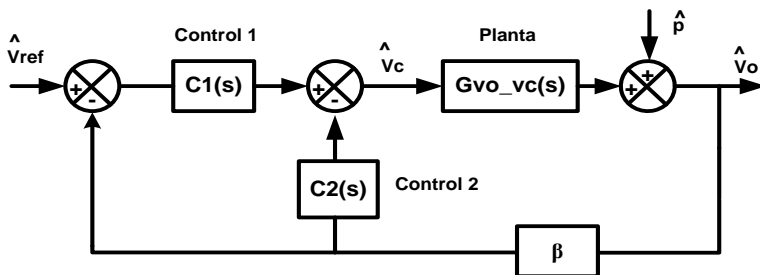 Control 1
Planta
^
Vref
^
Vc
^
p
^
Vo
+
-
C1(s)
+
-
Gvo_vc(s)
+
+
C2(s)
Control 2
β